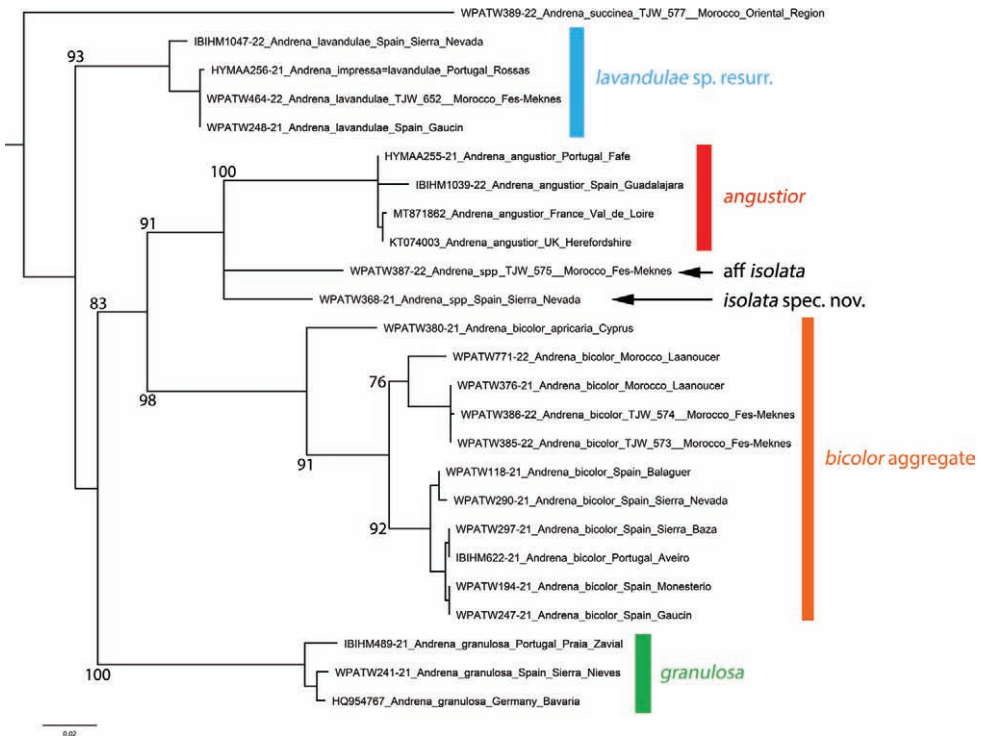 WPATW389-22_Andrena_succinea_TJW_577__Morocco_Oriental_Region
93
IBIHM1047-22_Andrena_lavandulae_Spain_Sierra_Nevada
HYMAA256-21_Andrena_impressa=lavandulae_Portugal_Rossas
lavandulae sp. resurr.
WPATW464-22_Andrena_lavandulae_TJW_652__Morocco_Fes-Meknes
WPATW248-21_Andrena_lavandulae_Spain_Gaucin
HYMAA255-21_Andrena_angustior_Portugal_Fafe
100
IBIHM1039-22_Andrena_angustior_Spain_Guadalajara
angustior
MT871862_Andrena_angustior_France_Val_de_Loire
91
KT074003_Andrena_angustior_UK_Herefordshire
WPATW387-22_Andrena_spp_TJW_575__Morocco_Fes-Meknes
aff isolata
83
WPATW368-21_Andrena_spp_Spain_Sierra_Nevada
isolata spec. nov.
WPATW380-21_Andrena_bicolor_apricaria_Cyprus
WPATW771-22_Andrena_bicolor_Morocco_Laanoucer
76
WPATW376-21_Andrena_bicolor_Morocco_Laanoucer
98
WPATW386-22_Andrena_bicolor_TJW_574__Morocco_Fes-Meknes
WPATW385-22_Andrena_bicolor_TJW_573__Morocco_Fes-Meknes
bicolor aggregate
91
WPATW118-21_Andrena_bicolor_Spain_Balaguer
WPATW290-21_Andrena_bicolor_Spain_Sierra_Nevada
92
WPATW297-21_Andrena_bicolor_Spain_Sierra_Baza
IBIHM622-21_Andrena_bicolor_Portugal_Aveiro
WPATW194-21_Andrena_bicolor_Spain_Monesterio
WPATW247-21_Andrena_bicolor_Spain_Gaucin
IBIHM489-21_Andrena_granulosa_Portugal_Praia_Zavial
100
WPATW241-21_Andrena_granulosa_Spain_Sierra_Nieves
granulosa
HQ954767_Andrena_granulosa_Germany_Bavaria
0.02